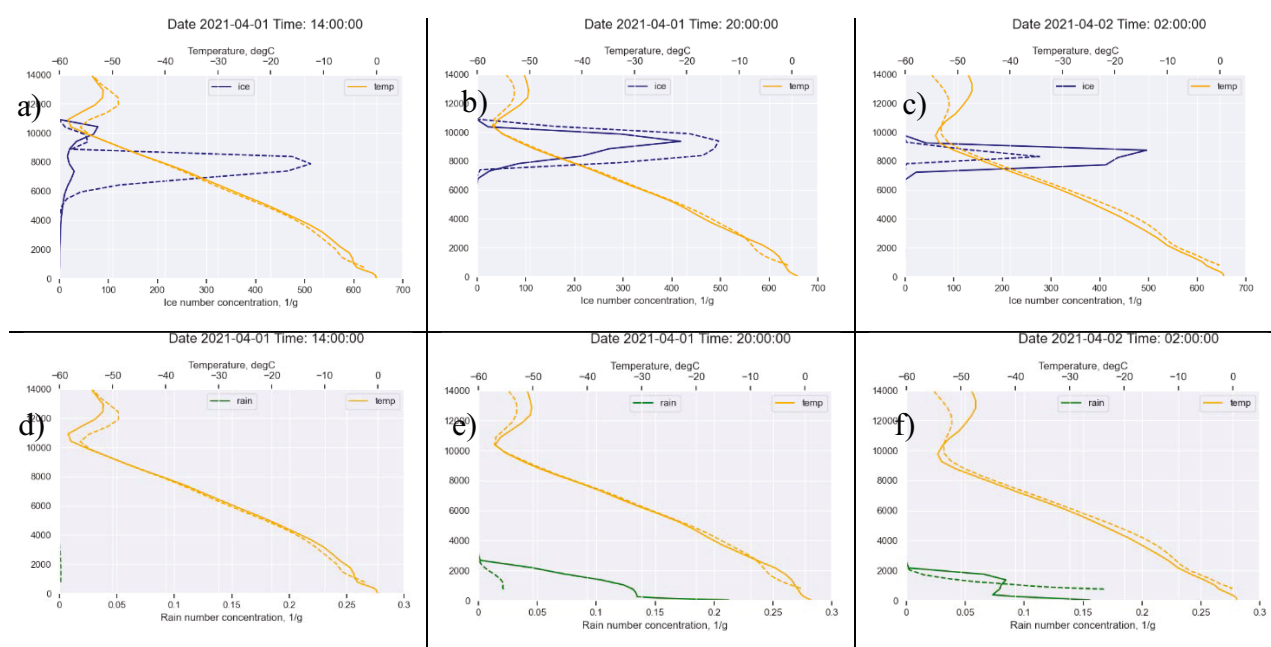 Date 2021-04-01 Time: 14:00:00
Temperature, degC
−60 −50 −40 −30 −20 −10 0
14000
12000
10000
8000
6000
4000
2000
0
a)
ice
temp
0 100 200 300 400 500 600 700
Ice number concentration, 1/g
Date 2021-04-01 Time: 20:00:00
Temperature, degC
−60 −50 −40 −30 −20 −10 0
14000
12000
10000
8000
6000
4000
2000
0
b)
ice
temp
0 100 200 300 400 500 600 700
Ice number concentration, 1/g
Date 2021-04-02 Time: 02:00:00
Temperature, degC
−60 −50 −40 −30 −20 −10 0
14000
12000
10000
8000
6000
4000
2000
0
c)
ice
temp
0 100 200 300 400 500 600 700
Ice number concentration, 1/g
Date 2021-04-01 Time: 14:00:00
Temperature, degC
−60 −50 −40 −30 −20 −10 0
14000
12000
10000
8000
6000
4000
2000
0
d)
rain
temp
0 0.05 0.1 0.15 0.2 0.25 0.3
Rain number concentration, 1/g
Date 2021-04-01 Time: 20:00:00
Temperature, degC
−60 −50 −40 −30 −20 −10 0
14000
12000
10000
8000
6000
4000
2000
0
e)
rain
temp
0 0.05 0.1 0.15 0.2 0.25 0.3
Rain number concentration, 1/g
Date 2021-04-02 Time: 02:00:00
Temperature, degC
−60 −50 −40 −30 −20 −10 0
14000
12000
10000
8000
6000
4000
2000
0
f)
rain
temp
0 0.05 0.1 0.15 0.2 0.25 0.3
Rain number concentration, 1/g